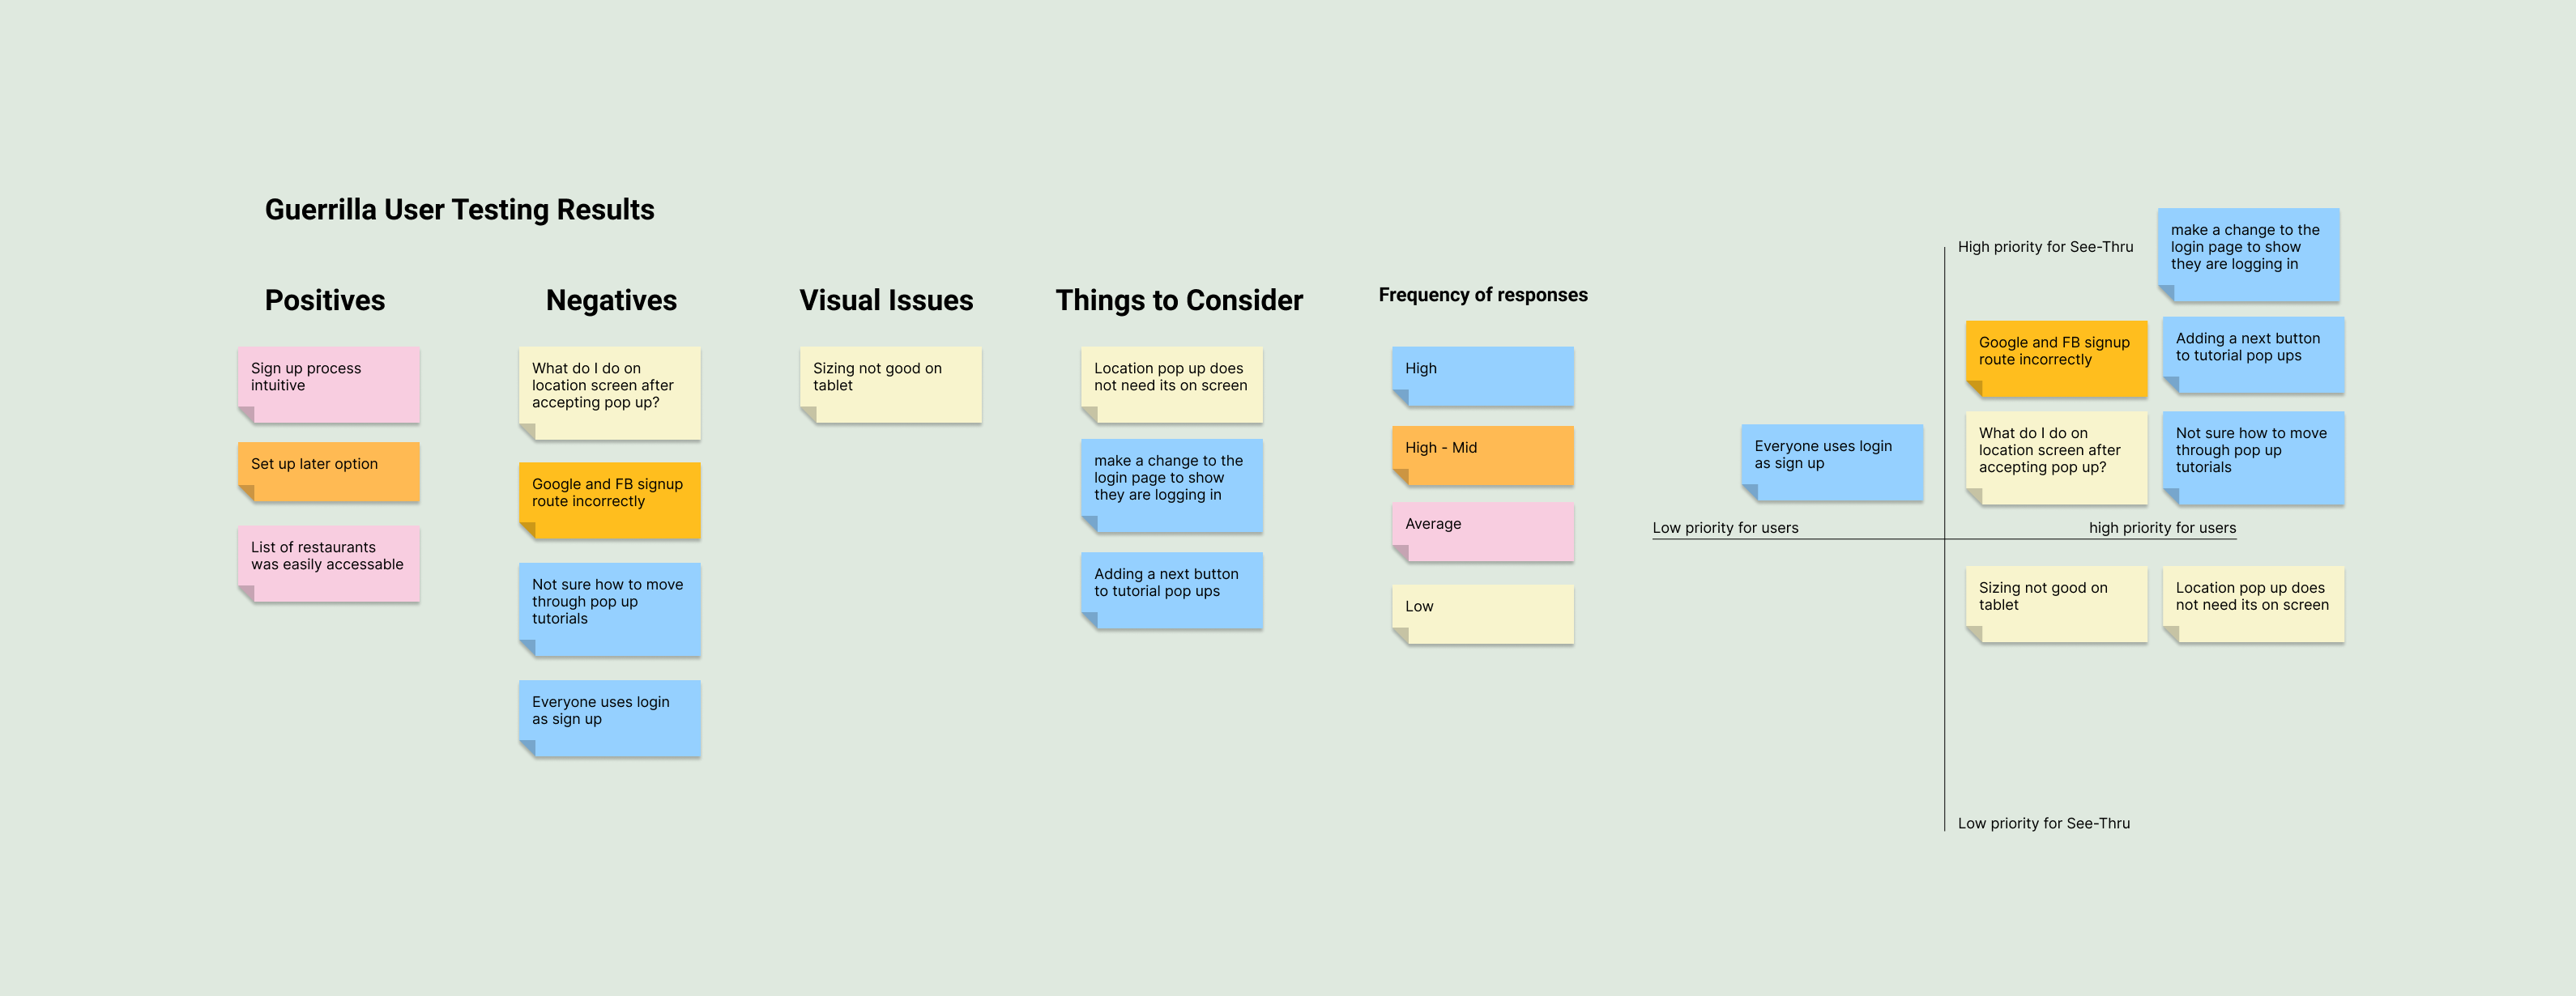 Guerrilla User Testing Results
Positives
Sign up process
intuitive
Set up later option
List of restaurants
was easily accessable
Negatives
What do I do on
location screen after
accepting pop up?
Google and FB signup
route incorrectly
Not sure how to move
through pop up
tutorials
Everyone uses login
as sign up
Visual Issues
Sizing not good on
tablet
Things to Consider
Location pop up does
not need its on screen
make a change to the
login page to show
they are logging in
Adding a next button
to tutorial pop ups
Frequency of responses
High
High - Mid
Average
Low
High priority for See-Thru
make a change to the
login page to show
they are logging in
Google and FB signup
route incorrectly
Adding a next button
to tutorial pop ups
Everyone uses login
as sign up
What do I do on
location screen after
accepting pop up?
Not sure how to move
through pop up
tutorials
Low priority for users
high priority for users
Sizing not good on
tablet
Location pop up does
not need its on screen
Low priority for See-Thru